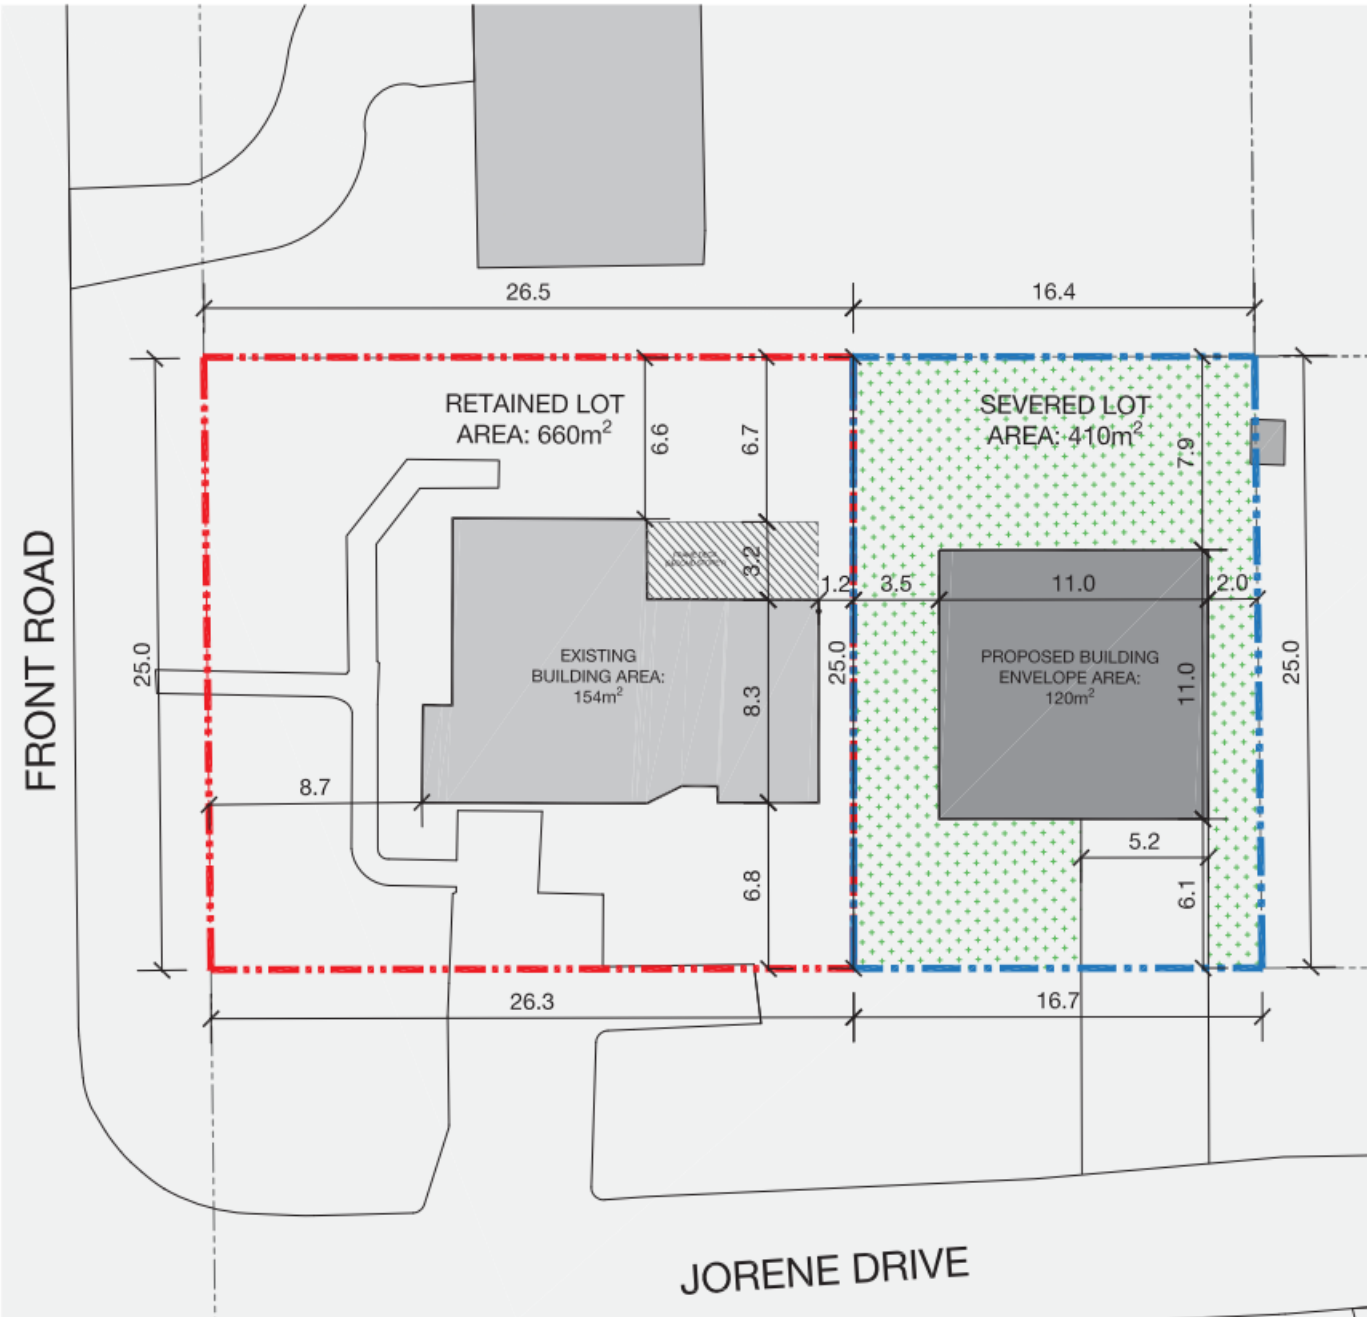 26.5
16.4
RETAINED LOT
AREA: 660m²
SEVERED LOT
AREA: 410m²
6.6
6.7
7.9
3.2
1.2
3.5
11.0
2.0
FRONT ROAD
25.0
EXISTING
BUILDING AREA:
154m²
8.3
25.0
PROPOSED BUILDING
ENVELOPE AREA:
120m²
11.0
25.0
8.7
5.2
6.8
6.1
26.3
16.7
JORENE DRIVE